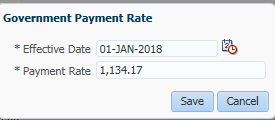 Government Payment Rate
* Effective Date 01-JAN-2018
* Payment Rate 1,134.17
Save Cancel